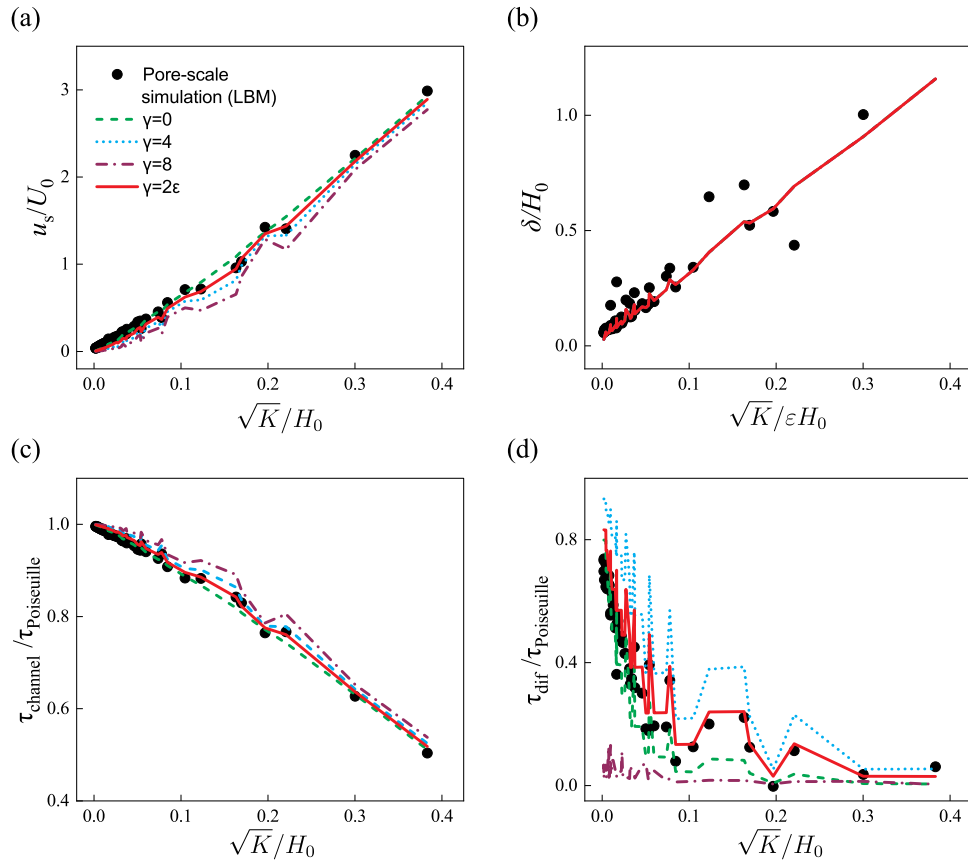 (a)
3
2
1
0
u_s/U_0
0.0 0.1 0.2 0.3 0.4
√K/H_0
Pore-scale
simulation (LBM)
γ=0
γ=4
γ=8
γ=2ε
(b)
1.0
0.5
0.0
δ/H_0
0.0 0.1 0.2 0.3 0.4
√K/εH_0
(c)
1.0
0.8
0.6
0.4
τ_channel /τ_Poiseuille
0.0 0.1 0.2 0.3 0.4
√K/H_0
(d)
0.8
0.4
0.0
τ_dif /τ_Poiseuille
0.0 0.1 0.2 0.3 0.4
√K/H_0